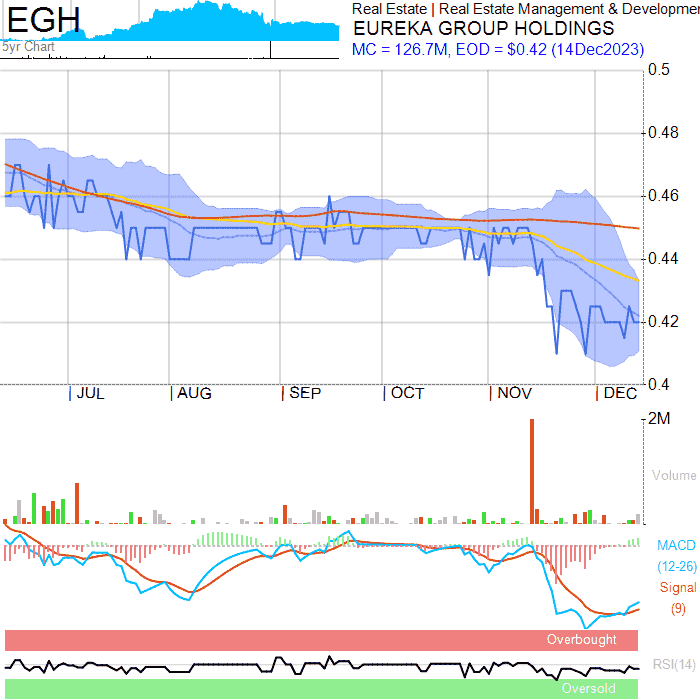 EGH
5yr Chart
Real Estate | Real Estate Management & Developmen
EUREKA GROUP HOLDINGS
MC = 126.7M, EOD = $0.42 (14Dec2023)
0.5
0.48
0.46
0.44
0.42
0.4
JUL AUG SEP OCT NOV DEC
2M
Volume
MACD
(12-26)
Signal
(9)
Overbought
RSI(14)
Oversold